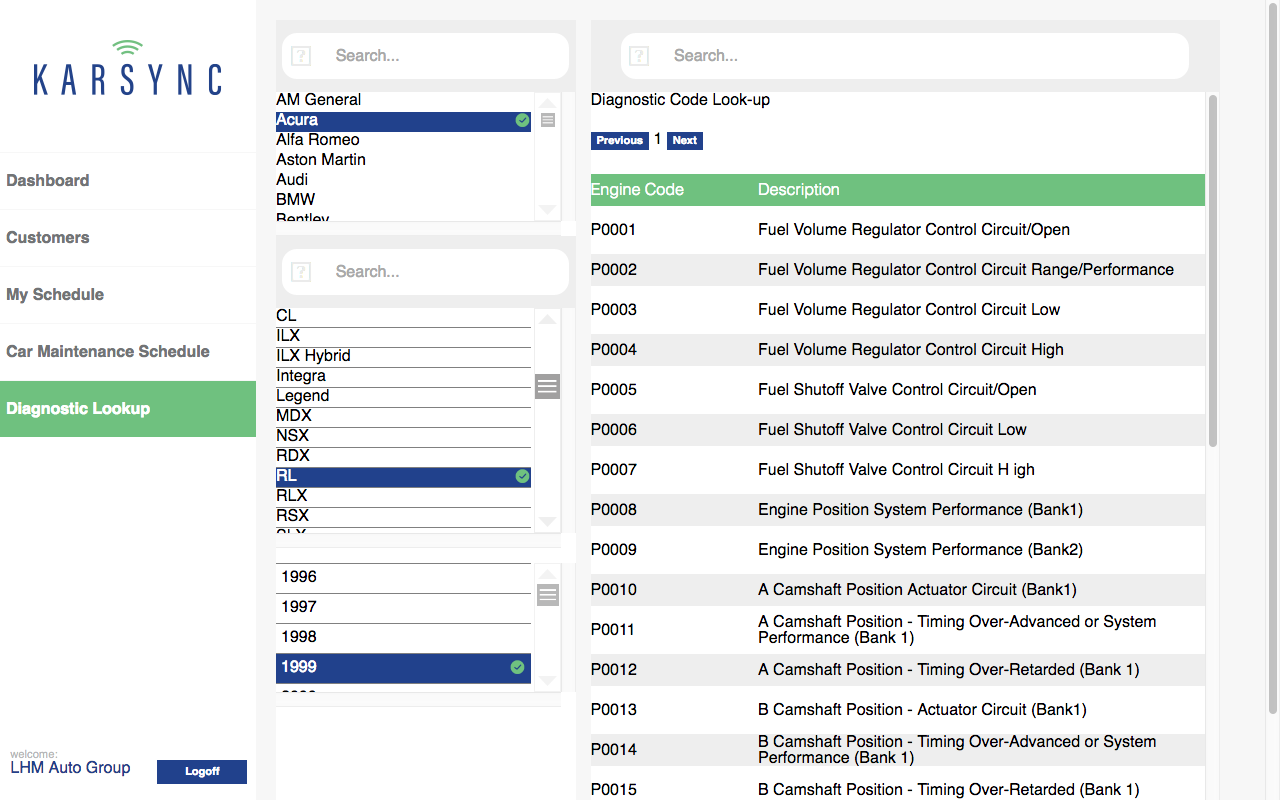 KARSYNC
Dashboard
Customers
My Schedule
Car Maintenance Schedule
Diagnostic Lookup
welcome:
LHM Auto Group
Logoff
Search...
AM General
Acura
Alfa Romeo
Aston Martin
Audi
BMW
Bentley
Search...
CL
ILX
ILX Hybrid
Integra
Legend
MDX
NSX
RDX
RL
RLX
RSX
1996
1997
1998
1999
Search...
Diagnostic Code Look-up
Previous 1 Next
Engine Code Description
P0001 Fuel Volume Regulator Control Circuit/Open
P0002 Fuel Volume Regulator Control Circuit Range/Performance
P0003 Fuel Volume Regulator Control Circuit Low
P0004 Fuel Volume Regulator Control Circuit High
P0005 Fuel Shutoff Valve Control Circuit/Open
P0006 Fuel Shutoff Valve Control Circuit Low
P0007 Fuel Shutoff Valve Control Circuit H igh
P0008 Engine Position System Performance (Bank1)
P0009 Engine Position System Performance (Bank2)
P0010 A Camshaft Position Actuator Circuit (Bank1)
P0011 A Camshaft Position - Timing Over-Advanced or System
Performance (Bank 1)
P0012 A Camshaft Position - Timing Over-Retarded (Bank 1)
P0013 B Camshaft Position - Actuator Circuit (Bank1)
P0014 B Camshaft Position - Timing Over-Advanced or System
Performance (Bank 1)
P0015 B Camshaft Position - Timing Over-Retarded (Bank 1)